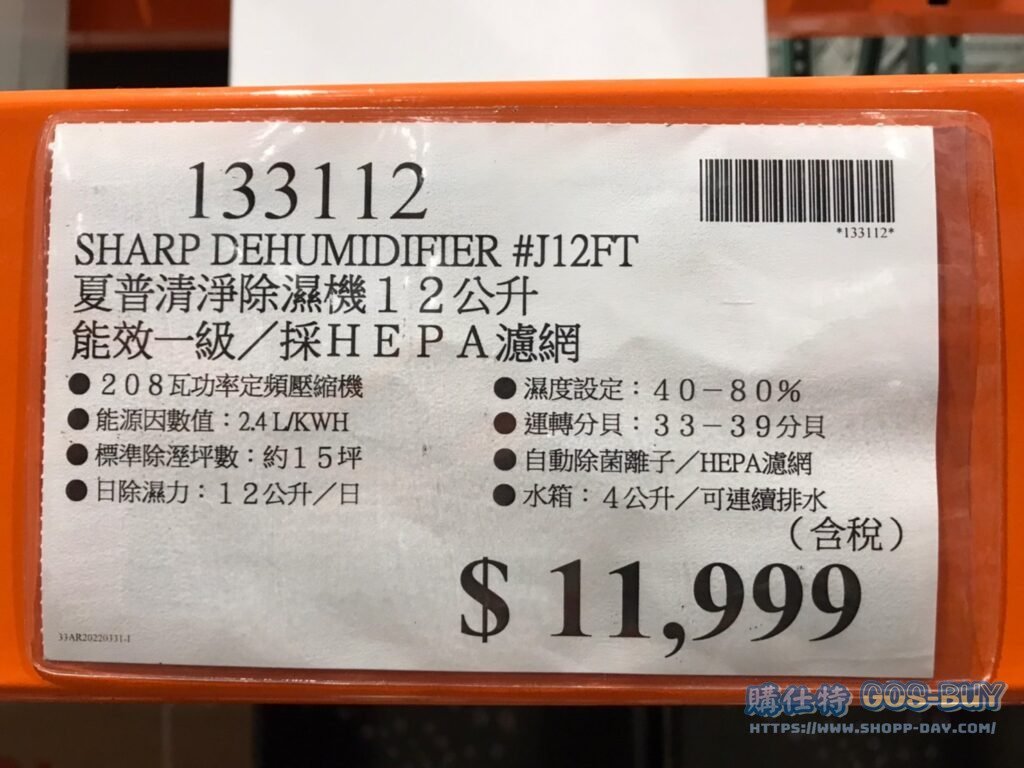 133112
*133112*
SHARP DEHUMIDIFIER #J12FT
夏普清淨除濕機１２公升
能效一級／採ＨＥＰＡ濾網
● ２０８瓦功率定頻壓縮機
● 能源因數值：2.4 L/KWH
● 標準除溼坪數：約１５坪
● 日除濕力：１２公升／日
● 濕度設定：４０－８０%
● 運轉分貝：３３－３９分貝
● 自動除菌離子／HEPA濾網
● 水箱：４公升／可連續排水
（含稅）
$ 11,999
33AR20220331-1
購仕特 GOS-BUY
HTTPS://WWW.SHOPP-DAY.COM/